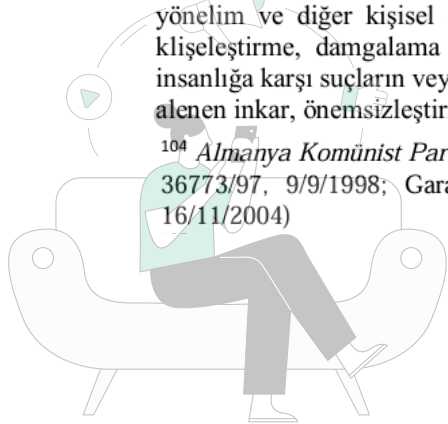 yönelim ve diğer kişisel
klişeleştirme, damgalama
insanlığa karşı suçların vey
alenen inkar, önemsizleştir
104 Almanya Komünist Par
36773/97, 9/9/1998; Gara
16/11/2004)